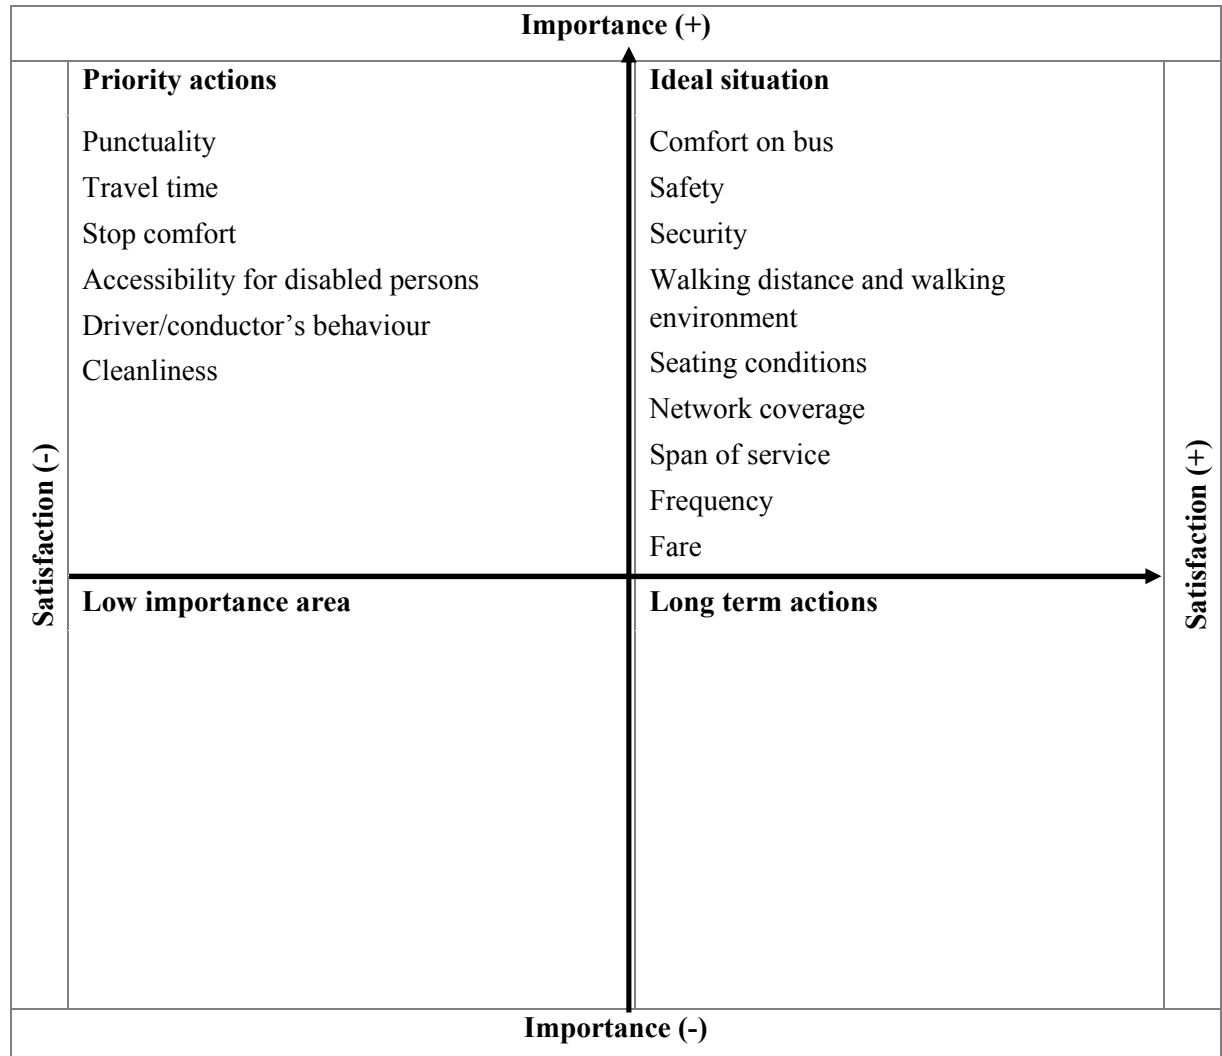 Importance (+)
Priority actions
Punctuality
Travel time
Stop comfort
Accessibility for disabled persons
Driver/conductor’s behaviour
Cleanliness
Ideal situation
Comfort on bus
Safety
Security
Walking distance and walking
environment
Seating conditions
Network coverage
Span of service
Frequency
Fare
Satisfaction (-)
Satisfaction (+)
Low importance area
Long term actions
Importance (-)